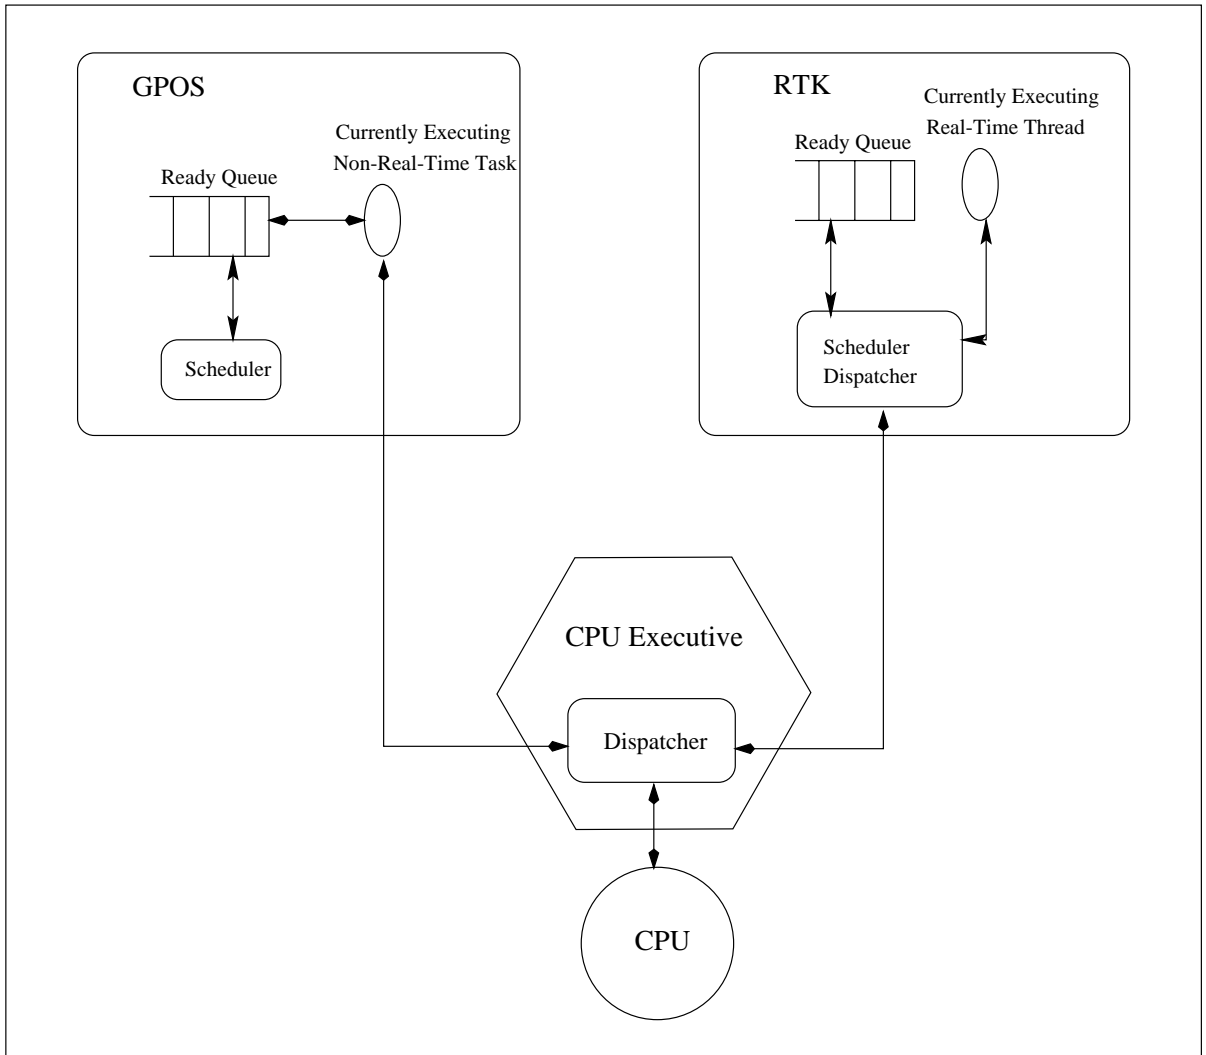 GPOS
Currently Executing
Non-Real-Time Task
Ready Queue
Scheduler
RTK
Currently Executing
Real-Time Thread
Ready Queue
Scheduler
Dispatcher
CPU Executive
Dispatcher
CPU